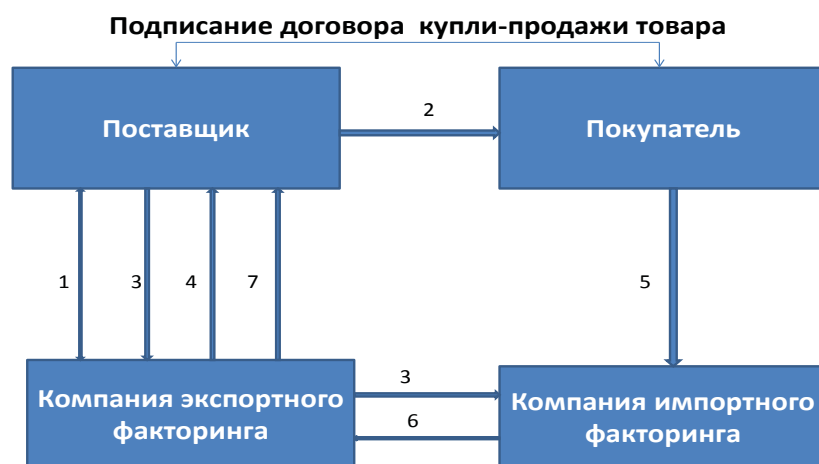 Подписание договора купли-продажи товара
Поставщик
2
Покупатель
1
3
4
7
5
Компания экспортного
факторинга
3
6
Компания импортного
факторинга